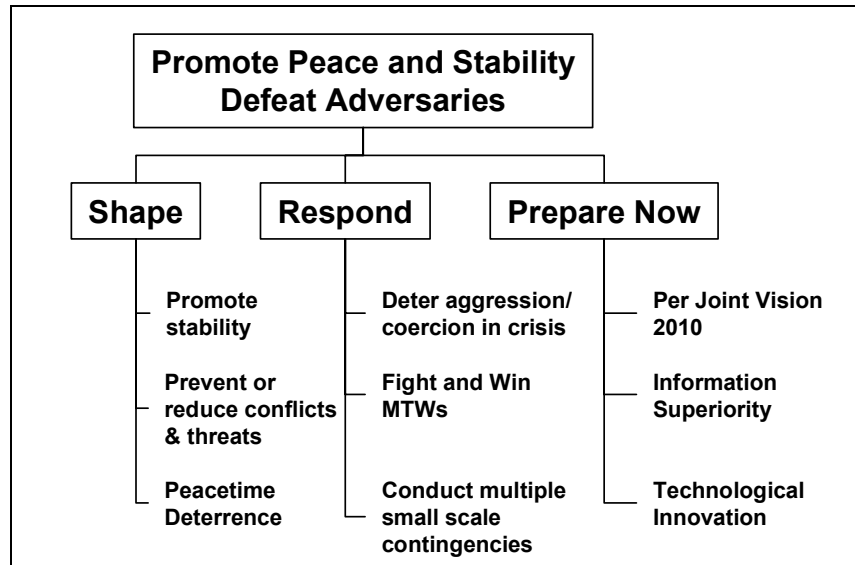 Promote Peace and Stability
Defeat Adversaries
Shape
Respond
Prepare Now
Promote
stability
Prevent or
reduce conflicts
& threats
Peacetime
Deterrence
Deter aggression/
coercion in crisis
Fight and Win
MTWs
Conduct multiple
small scale
contingencies
Per Joint Vision
2010
Information
Superiority
Technological
Innovation